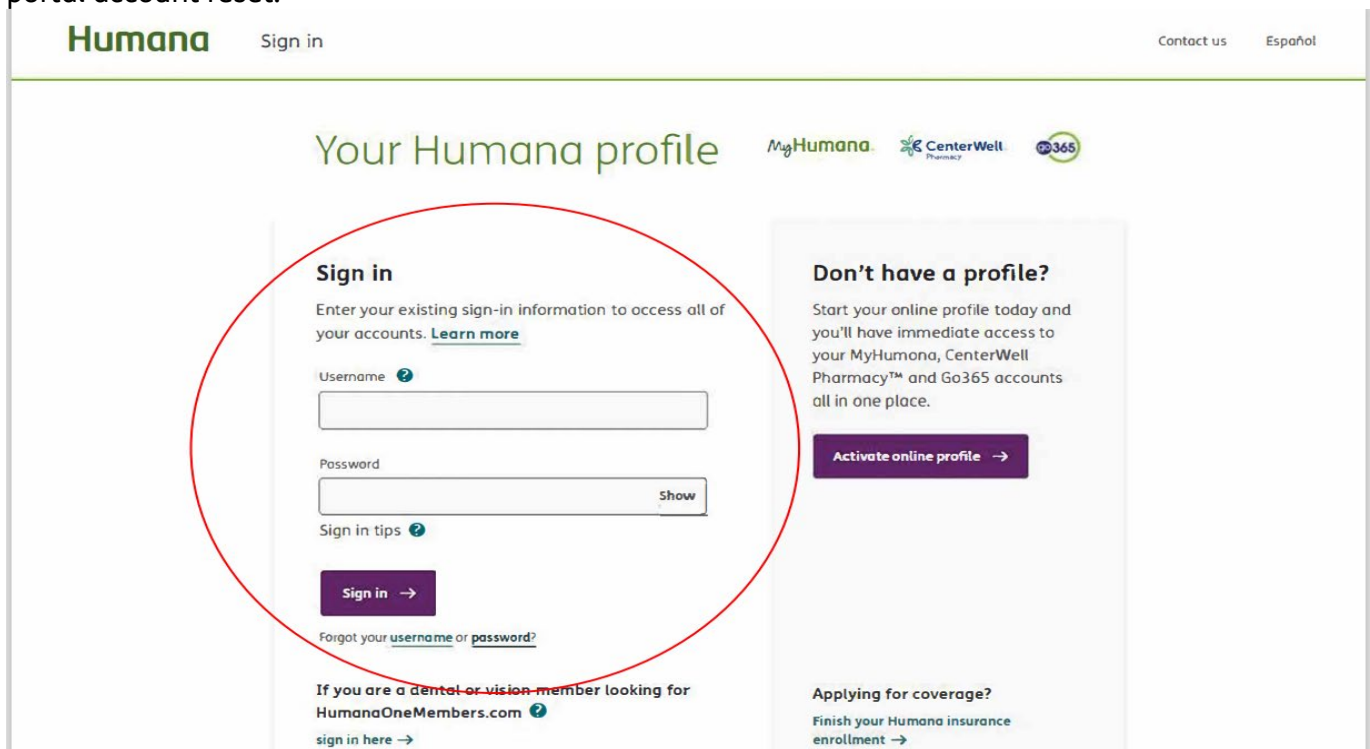 portal account reset.
Humana Sign in Contact us Español
Your Humana profile MyHumana. CenterWell Pharmacy go365
Sign in
Enter your existing sign-in information to access all of
your accounts. Learn more
Username ?
Password
Show
Sign in tips ?
Sign in →
Forgot your username or password?
If you are a dental or vision member looking for
HumanaOneMembers.com ?
sign in here →
Don’t have a profile?
Start your online profile today and
you’ll have immediate access to
your MyHumana, CenterWell
Pharmacy™ and Go365 accounts
all in one place.
Activate online profile →
Applying for coverage?
Finish your Humana insurance
enrollment →